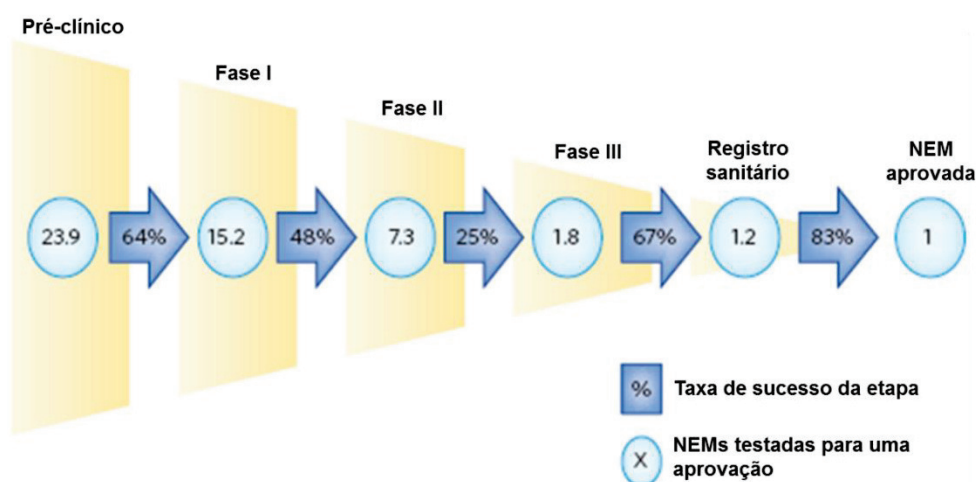 Pré-clínico
Fase I
Fase II
Fase III
Registro
sanitário
NEM
aprovada
23.9
64%
15.2
48%
7.3
25%
1.8
67%
1.2
83%
1
%
Taxa de sucesso da etapa
X
NEMs testadas para uma
aprovação